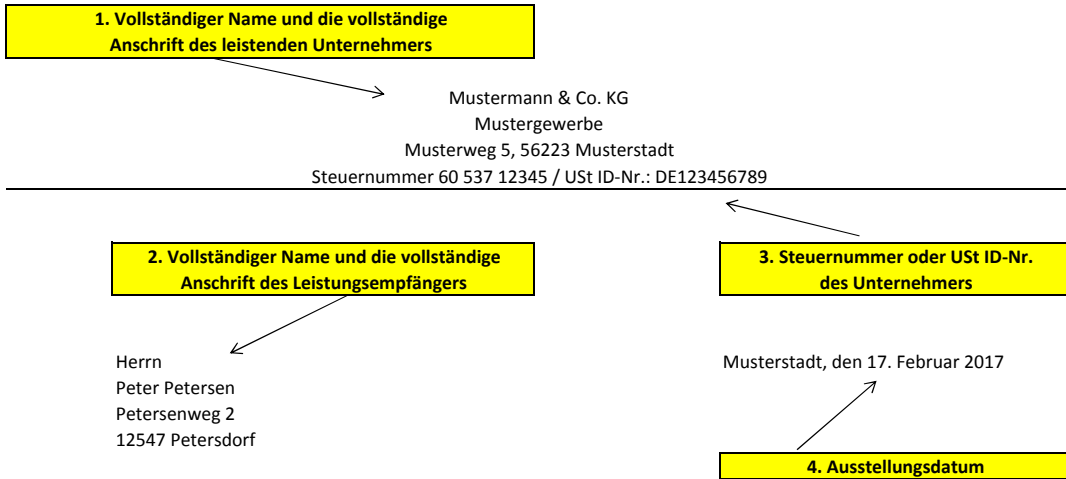 1. Vollständiger Name und die vollständige
Anschrift des leistenden Unternehmers
Mustermann & Co. KG
Mustergewerbe
Musterweg 5, 56223 Musterstadt
Steuernummer 60 537 12345 / USt ID-Nr.: DE123456789
2. Vollständiger Name und die vollständige
Anschrift des Leistungsempfängers
3. Steuernummer oder USt ID-Nr.
des Unternehmers
Herrn
Peter Petersen
Petersenweg 2
12547 Petersdorf
Musterstadt, den 17. Februar 2017
4. Ausstellungsdatum